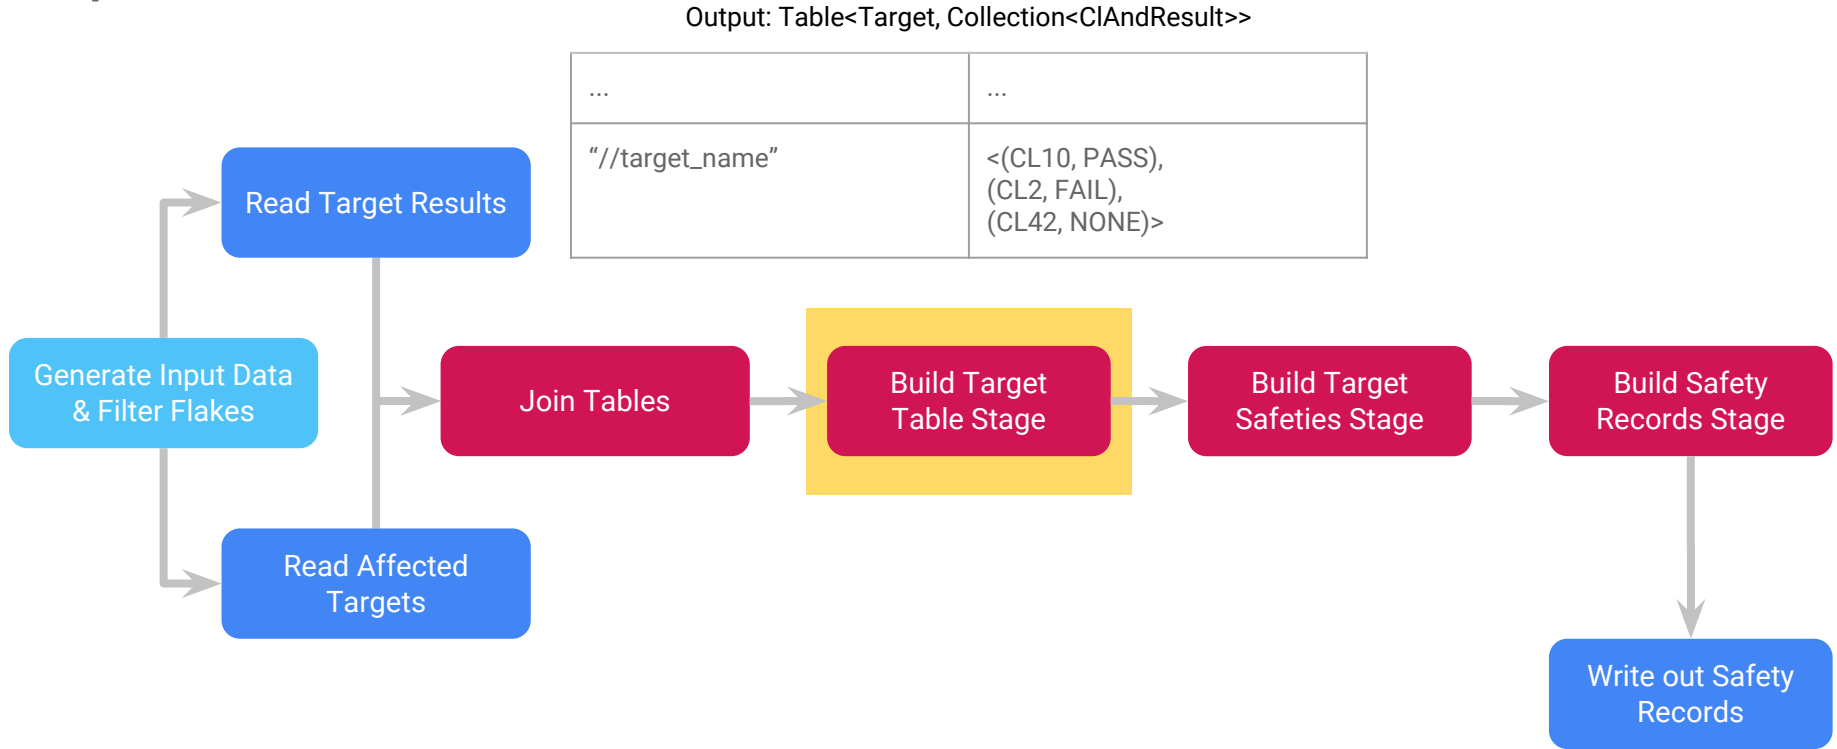 Output: Table<Target, Collection<ClAndResult>>
... ...
“//target_name” <(CL10, PASS),
(CL2, FAIL),
(CL42, NONE)>
Read Target Results
Generate Input Data
& Filter Flakes
Join Tables
Build Target
Table Stage
Build Target
Safeties Stage
Build Safety
Records Stage
Read Affected
Targets
Write out Safety
Records